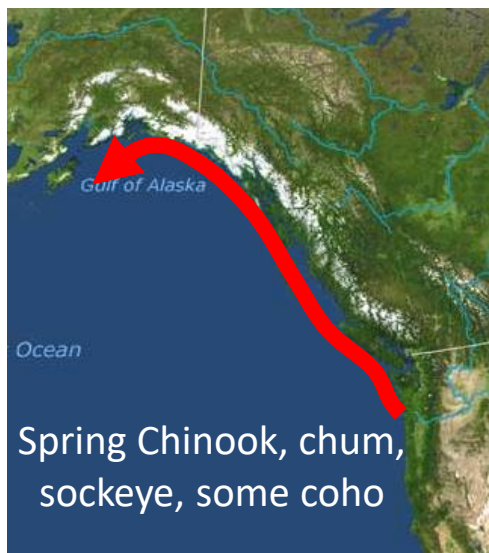 Gulf of Alaska
Ocean
Spring Chinook, chum,
sockeye, some coho